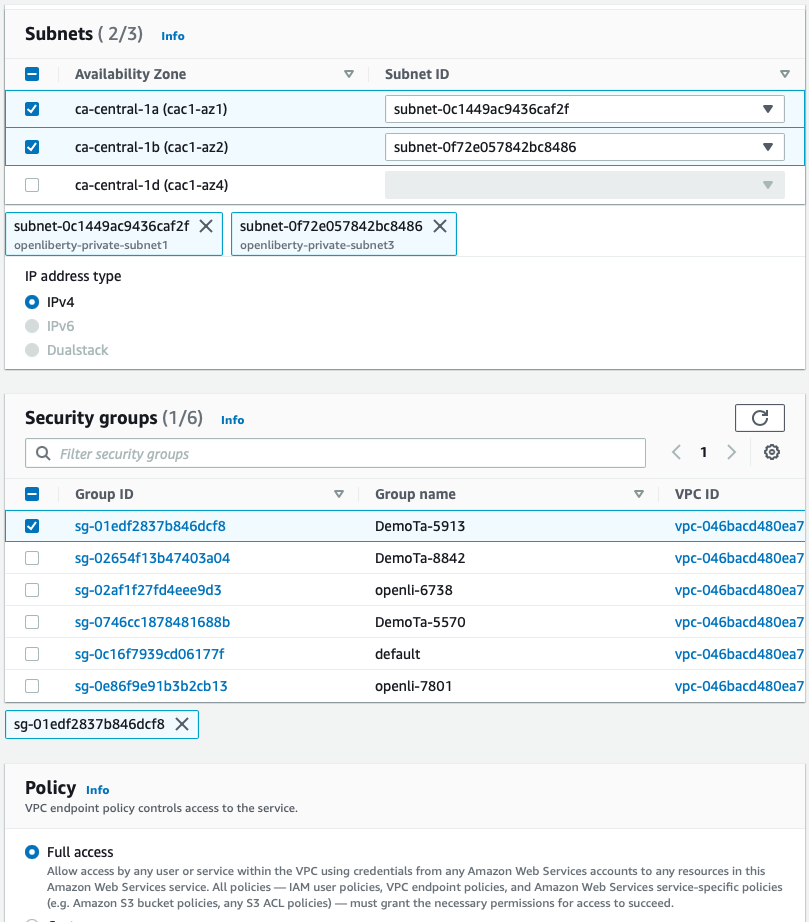 Subnets ( 2/3) Info
Availability Zone Subnet ID
ca-central-1a (cac1-az1) subnet-0c1449ac9436caf2f
ca-central-1b (cac1-az2) subnet-0f72e057842bc8486
ca-central-1d (cac1-az4)
subnet-0c1449ac9436caf2f subnet-0f72e057842bc8486
openliberty-private-subnet1 openliberty-private-subnet3
IP address type
IPv4
IPv6
Dualstack
Security groups (1/6) Info
Filter security groups 1
Group ID Group name VPC ID
sg-01edf2837b846dcf8 DemoTa-5913 vpc-046bacd480ea7
sg-02654f13b47403a04 DemoTa-8842 vpc-046bacd480ea7
sg-02af1f27fd4eee9d3 openli-6738 vpc-046bacd480ea7
sg-0746cc1878481688b DemoTa-5570 vpc-046bacd480ea7
sg-0c16f7939cd06177f default vpc-046bacd480ea7
sg-0e86f9e91b3b2cb13 openli-7801 vpc-046bacd480ea7
sg-01edf2837b846dcf8
Policy Info
VPC endpoint policy controls access to the service.
Full access
Allow access by any user or service within the VPC using credentials from any Amazon Web Services accounts to any resources in this
Amazon Web Services service. All policies — IAM user policies, VPC endpoint policies, and Amazon Web Services service-specific policies
(e.g. Amazon S3 bucket policies, any S3 ACL policies) — must grant the necessary permissions for access to succeed.